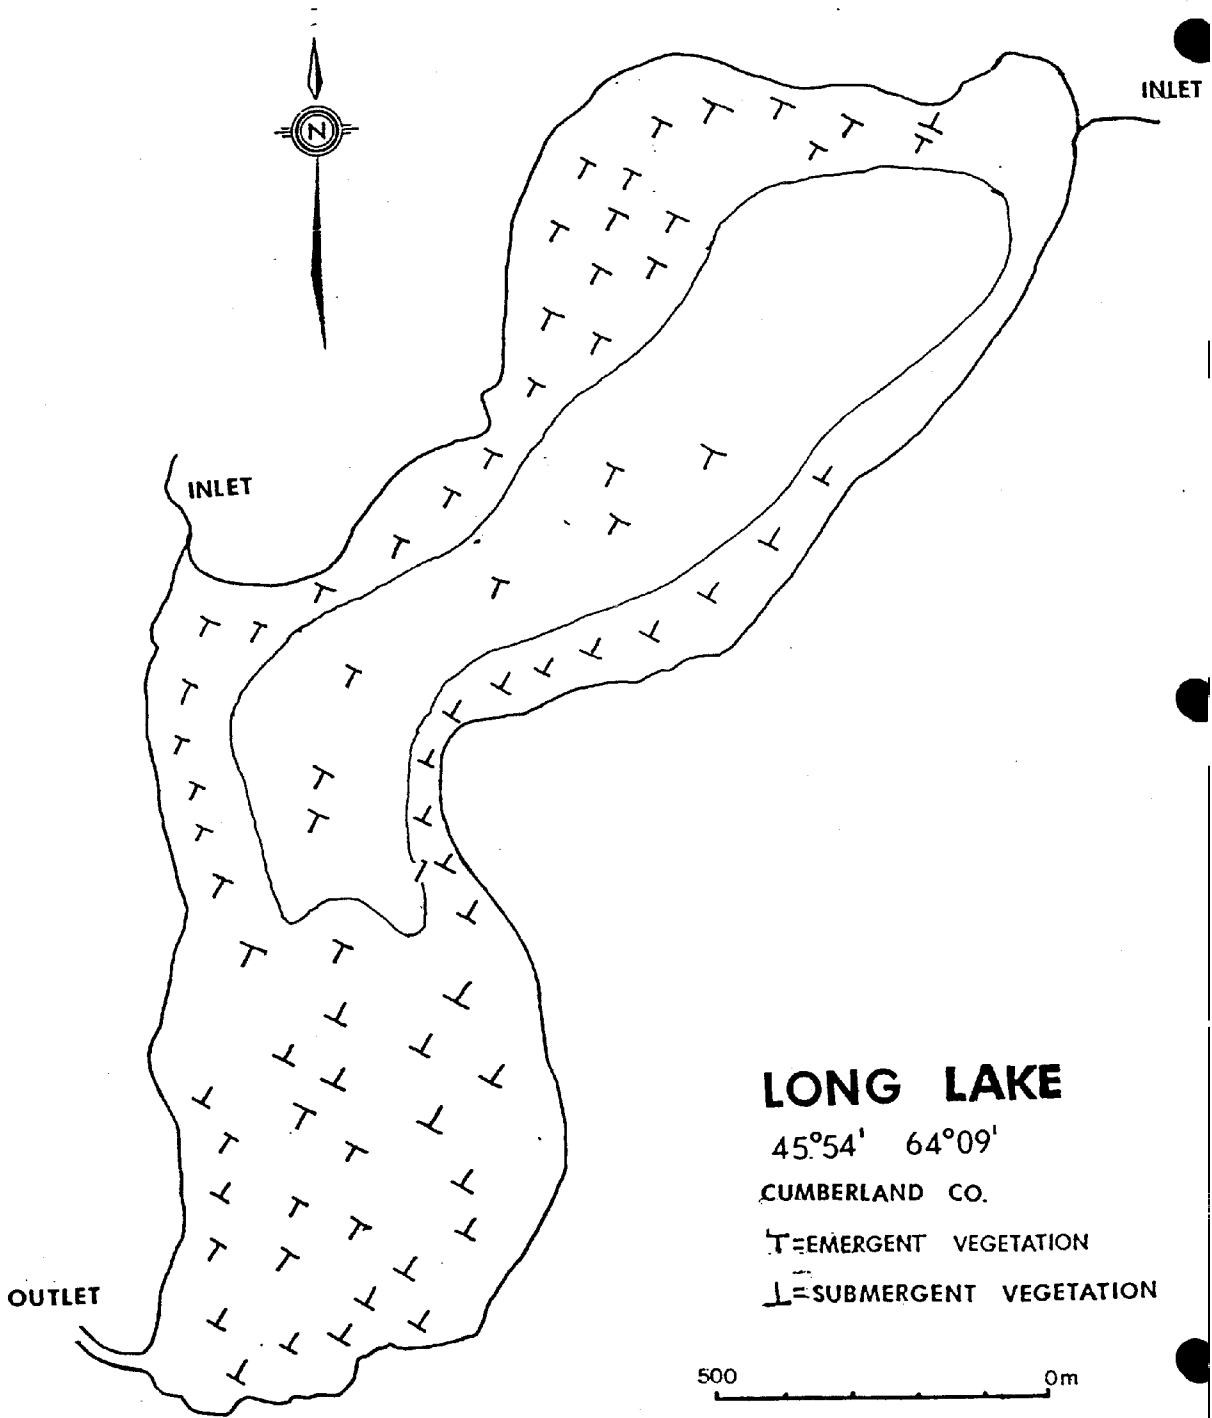 N
INLET
INLET
LONG LAKE
45°54' 64°09'
CUMBERLAND CO.
T=EMERGENT VEGETATION
⊥=SUBMERGENT VEGETATION
OUTLET
500 0m